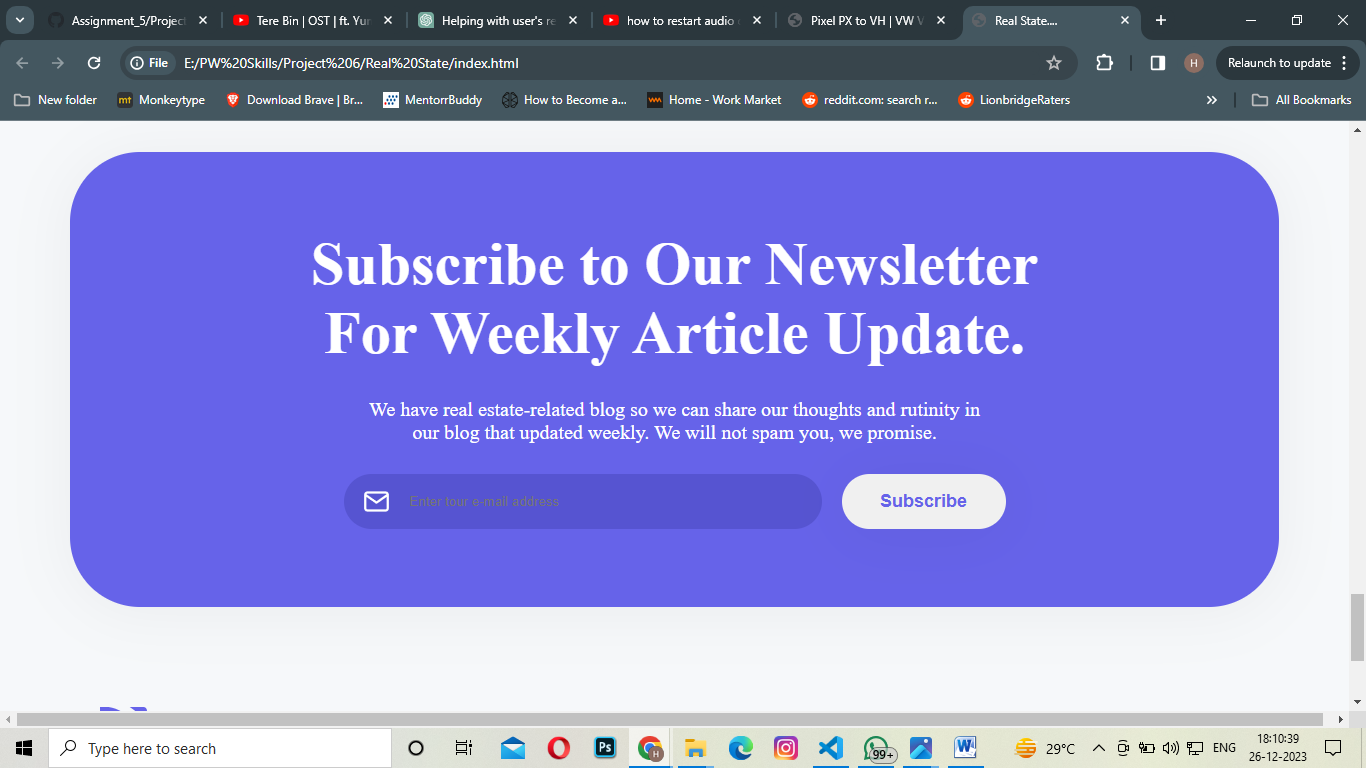 Assignment_5/Project
Tere Bin | OST | ft. Yu
Helping with user's re
how to restart audio
Pixel PX to VH | VW V
Real State....
File
E:/PW%20Skills/Project%206/Real%20State/index.html
H
Relaunch to update
New folder
mt
Monkeytype
Download Brave | Br...
MentorrBuddy
How to Become a...
Home - Work Market
reddit.com: search r...
LionbridgeRaters
All Bookmarks
Subscribe to Our Newsletter
For Weekly Article Update.
We have real estate-related blog so we can share our thoughts and rutinity in
our blog that updated weekly. We will not spam you, we promise.
Enter tour e-mail address
Subscribe
Type here to search
Ps
H
99+
W
29°C
ENG
18:10:39
26-12-2023